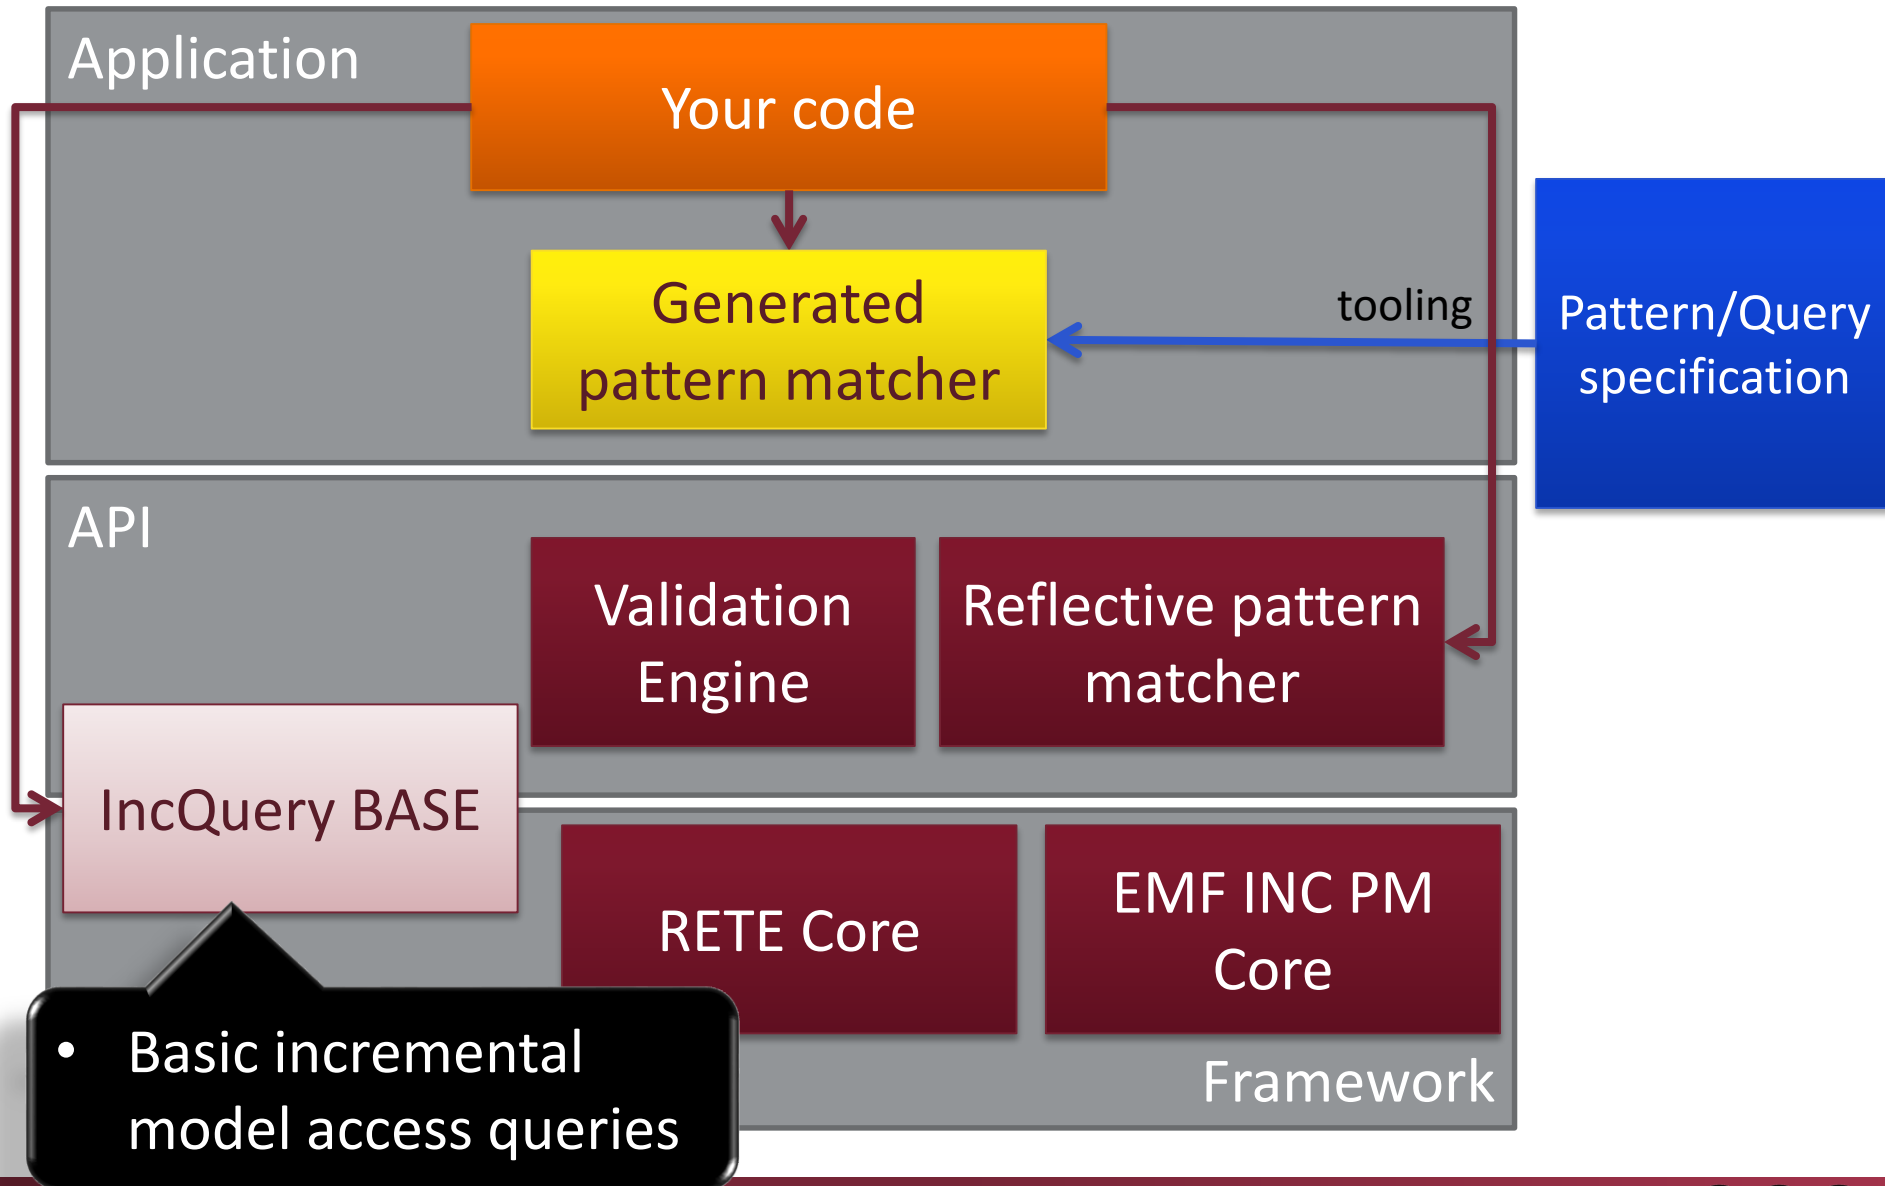 Application
Your code
Generated
pattern matcher
tooling
Pattern/Query
specification
API
Validation
Engine
Reflective pattern
matcher
IncQuery BASE
RETE Core
EMF INC PM
Core
• Basic incremental
model access queries
Framework